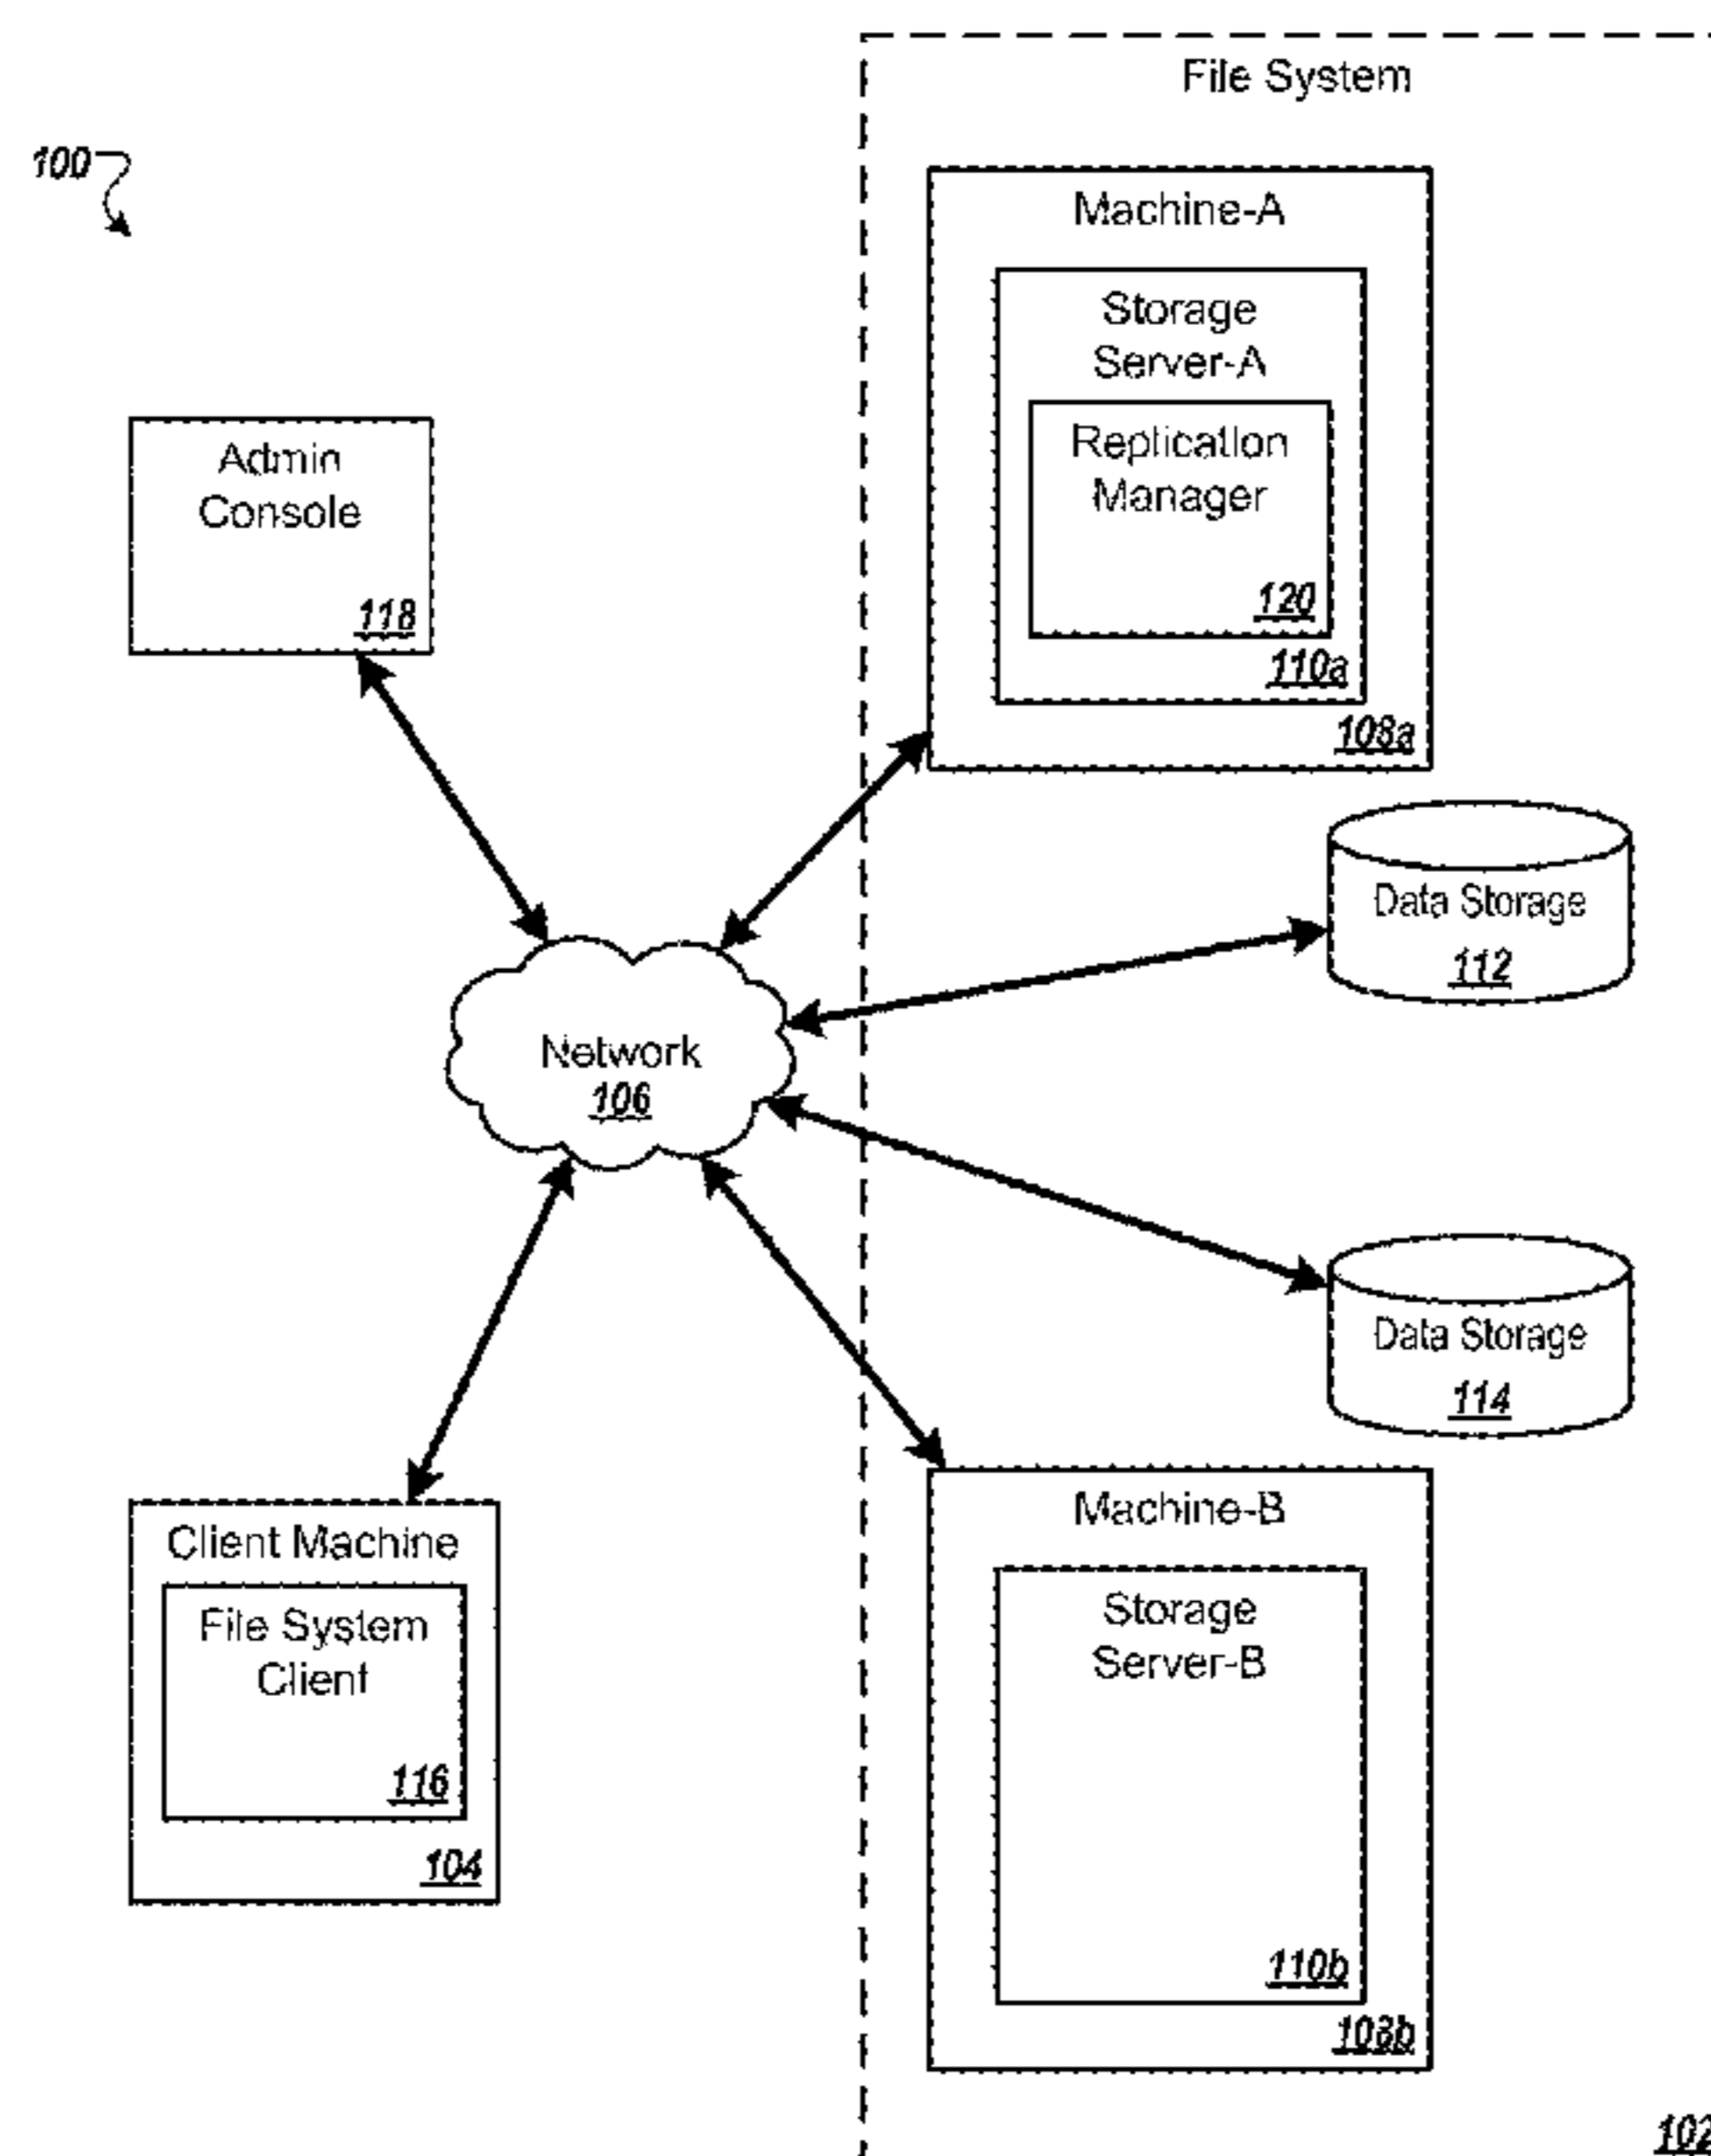 File System
100
Machine-A
Storage
Server-A
Replication
Manager
120
110a
108a
Admin
Console
118
Data Storage
112
Network
106
Data Storage
114
Machine-B
Storage
Server-B
110b
108b
Client Machine
File System
Client
116
104
102